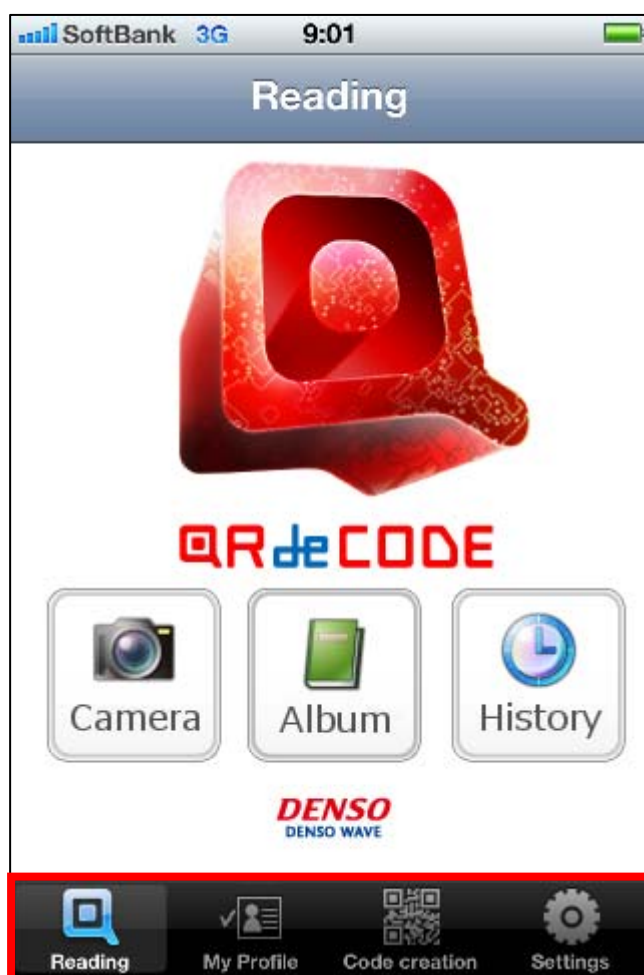 SoftBank 3G 9:01
Reading
QRdeCODE
Camera Album History
DENSO
DENSO WAVE
Reading My Profile Code creation Settings